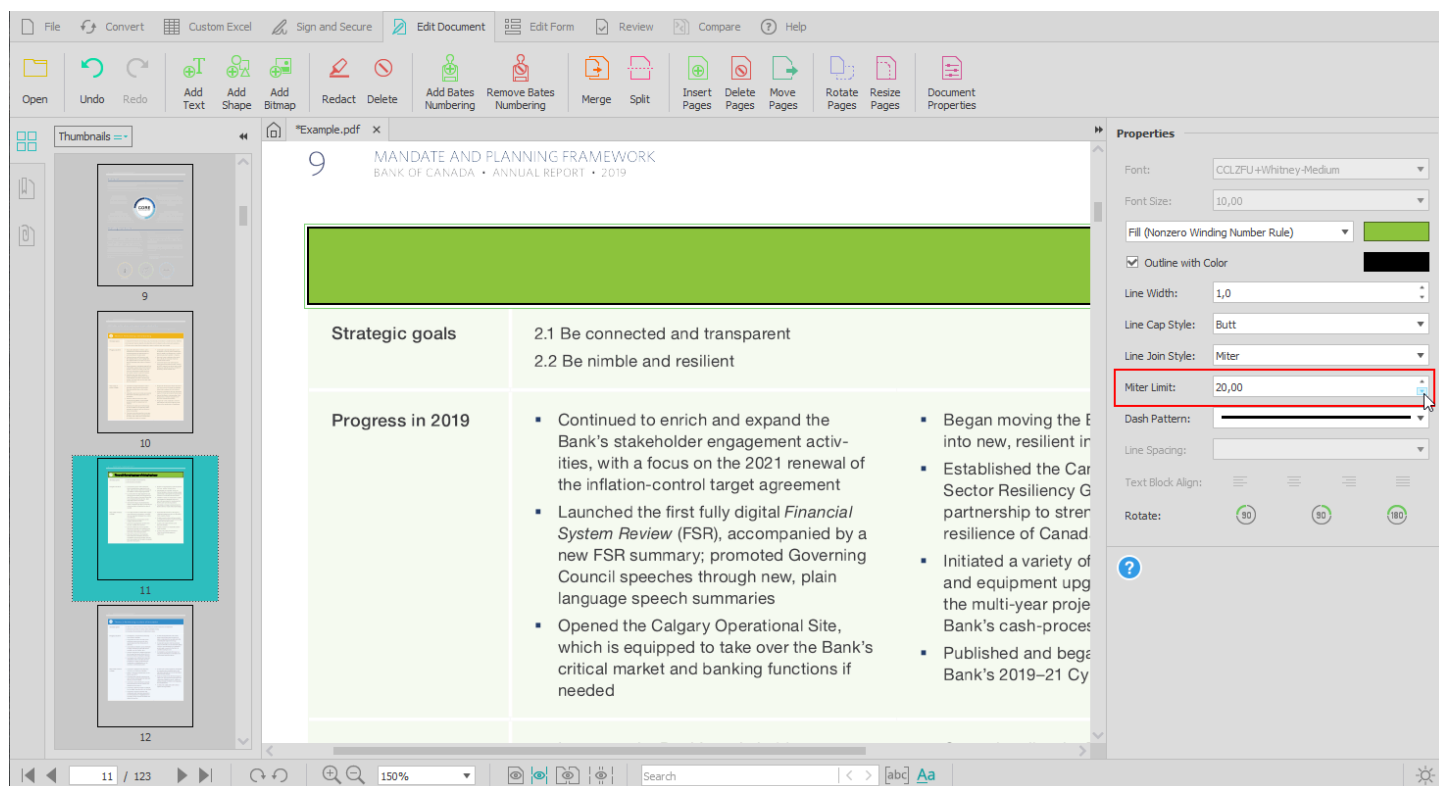 File Convert Custom Excel Sign and Secure Edit Document Edit Form Review Compare Help
Open Undo Redo Add Text Add Shape Add Bitmap Redact Delete Add Bates Numbering Remove Bates Numbering Merge Split Insert Pages Delete Pages Move Pages Rotate Pages Resize Pages Document Properties
Thumbnails
9
10
11
12
*Example.pdf
9 MANDATE AND PLANNING FRAMEWORK
BANK OF CANADA • ANNUAL REPORT • 2019
Strategic goals
2.1 Be connected and transparent
2.2 Be nimble and resilient
Progress in 2019
▪ Continued to enrich and expand the
Bank's stakeholder engagement activ-
ities, with a focus on the 2021 renewal of
the inflation-control target agreement
▪ Launched the first fully digital Financial
System Review (FSR), accompanied by a
new FSR summary; promoted Governing
Council speeches through new, plain
language speech summaries
▪ Opened the Calgary Operational Site,
which is equipped to take over the Bank's
critical market and banking functions if
needed
▪ Began moving the
into new, resilient in
▪ Established the Car
Sector Resiliency G
partnership to stren
resilience of Canad
▪ Initiated a variety of
and equipment upg
the multi-year proje
Bank's cash-proces
▪ Published and bega
Bank's 2019–21 Cy
Properties
Font: CCLZFU+Whitney-Medium
Font Size: 10,00
Fill (Nonzero Winding Number Rule)
Outline with Color
Line Width: 1,0
Line Cap Style: Butt
Line Join Style: Miter
Miter Limit: 20,00
Dash Pattern:
Line Spacing:
Text Block Align:
Rotate: 90 90 180
11 / 123 150% Search [abc] Aa